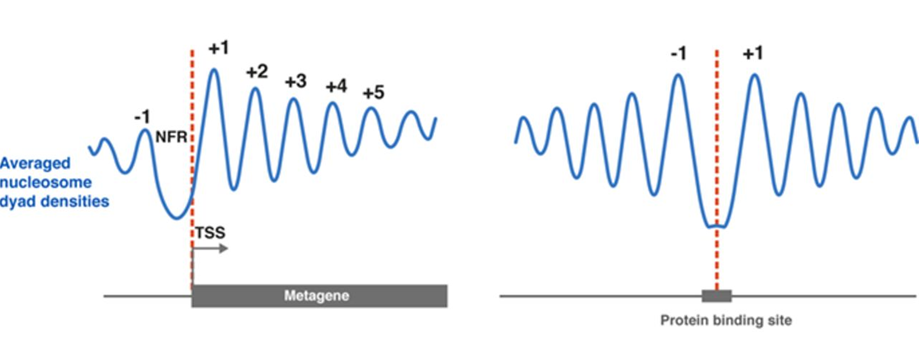 +1
+2
+3
+4
+5
-1
NFR
Averaged
nucleosome
dyad densities
TSS
Metagene
-1
+1
Protein binding site